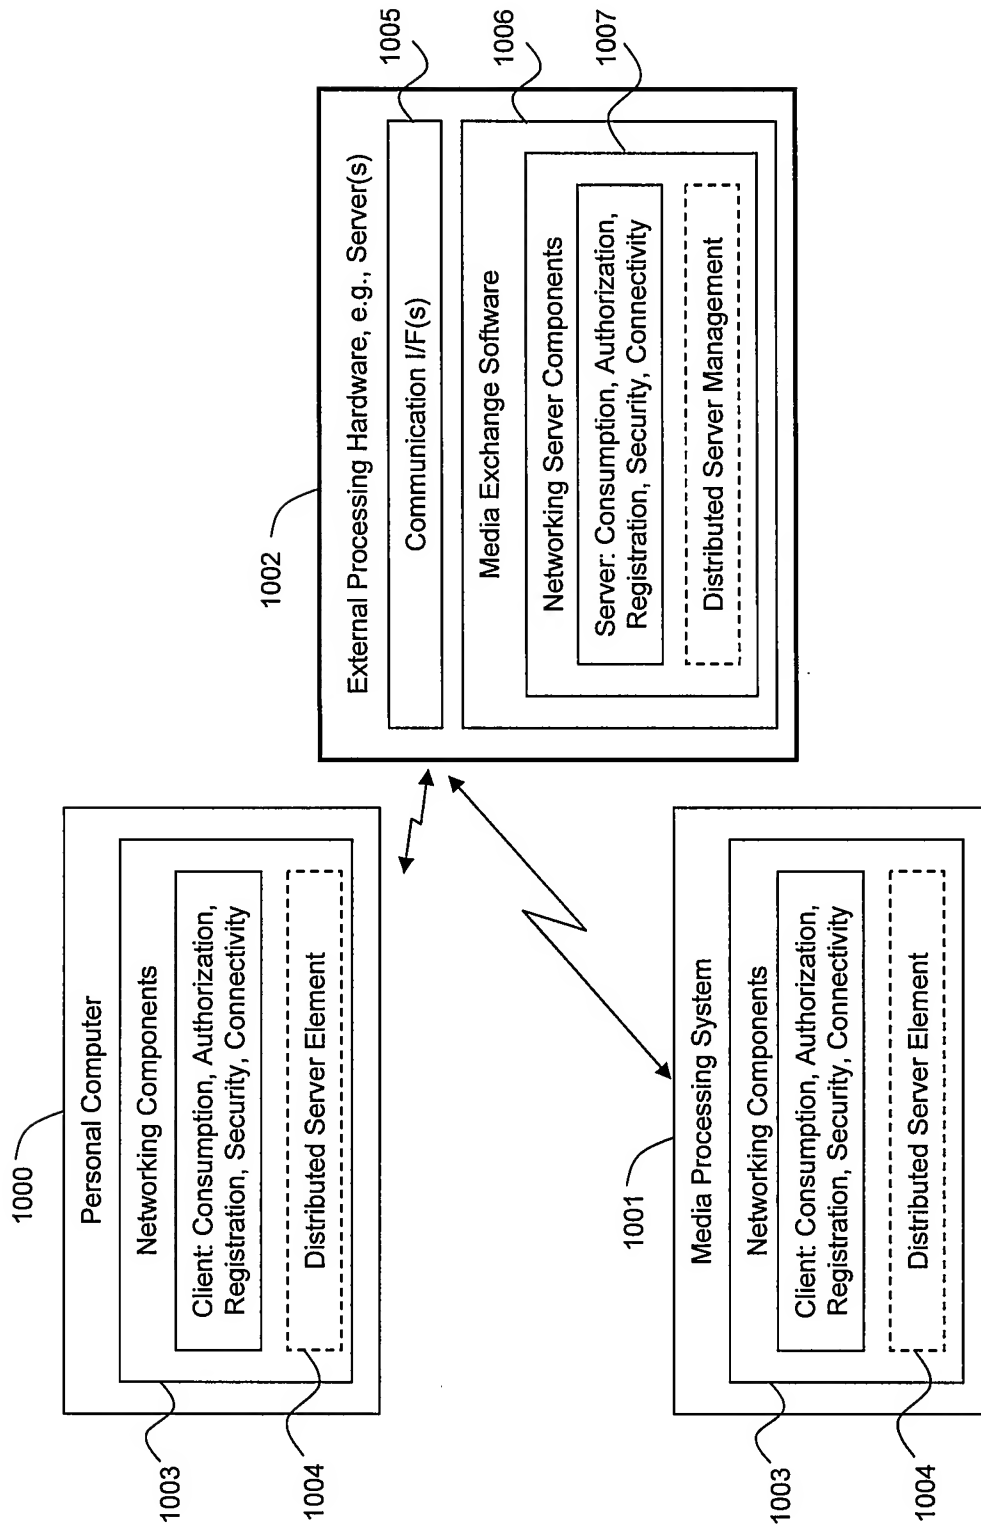 1000
Personal Computer
Networking Components
Client: Consumption, Authorization,
Registration, Security, Connectivity
Distributed Server Element
1003
1004
1002
External Processing Hardware, e.g., Server(s)
Communication I/F(s)
Media Exchange Software
Networking Server Components
Server: Consumption, Authorization,
Registration, Security, Connectivity
Distributed Server Management
1005
1006
1007
1001
Media Processing System
Networking Components
Client: Consumption, Authorization,
Registration, Security, Connectivity
Distributed Server Element
1003
1004